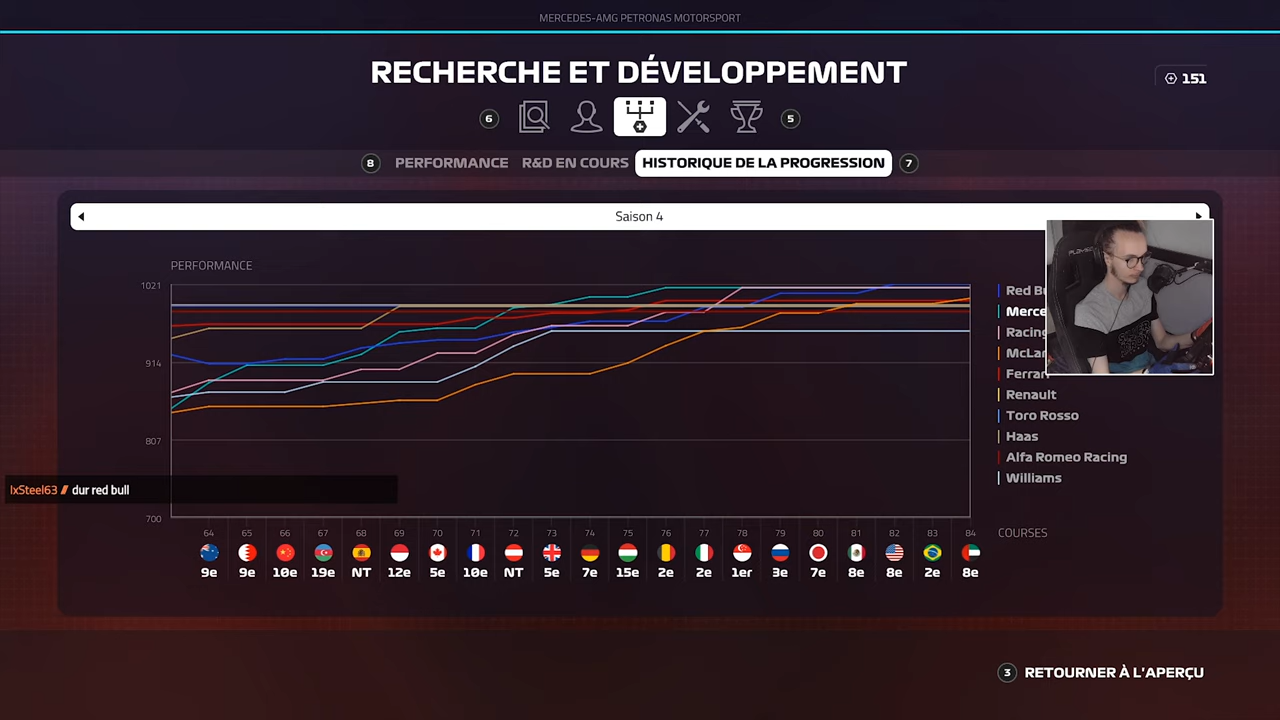 MERCEDES-AMG PETRONAS MOTORSPORT
RECHERCHE ET DÉVELOPPEMENT
151
6
5
8 PERFORMANCE R&D EN COURS HISTORIQUE DE LA PROGRESSION 7
Saison 4
PERFORMANCE
1021
914
807
700
Red
Racing
Renault
Toro Rosso
Haas
Alfa Romeo Racing
Williams
lxSteel63 // dur red bull
64 65 66 67 68 69 70 71 72 73 74 75 76 77 78 79 80 81 82 83 84
COURSES
9e 9e 10e 19e NT 12e 5e 10e NT 5e 7e 15e 2e 2e 1er 3e 7e 8e 8e 2e 8e
3 RETOURNER À L'APERÇU